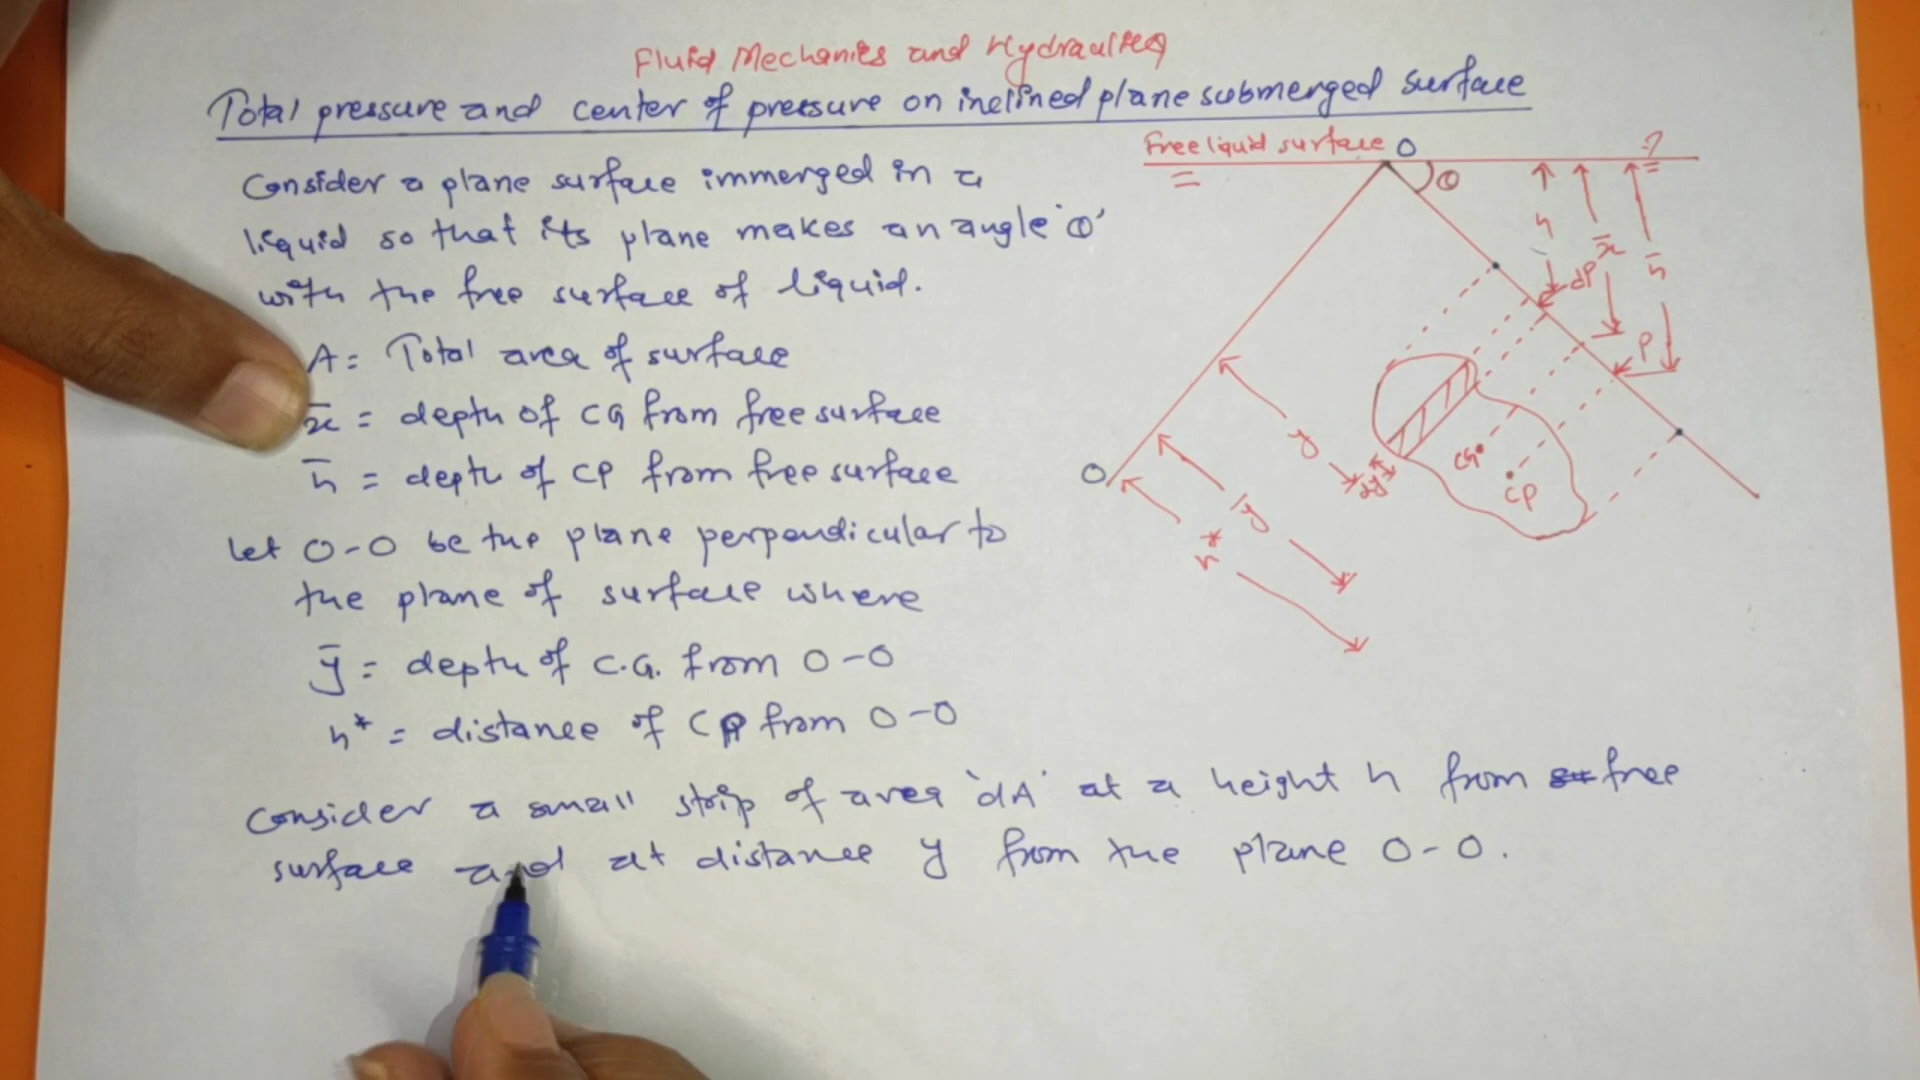 Fluid Mechanics and Hydraulics
Total pressure and center of pressure on inclined plane submerged surface
Consider a plane surface immerged in a
liquid so that its plane makes an angle 'θ'
with the free surface of liquid.
A = Total area of surface
x̄ = depth of CG from free surface
h̄ = depth of CP from free surface
Let O-O be the plane perpendicular to
the plane of surface where
ȳ = depth of C.G. from O-O
h* = distance of CP from O-O
Consider a small strip of area 'dA' at a height h from free
surface and at distance y from the plane O-O.
Free liquid surface
O
θ
h
x̄
h̄
dP
P
y
dy
CG
CP
O
ȳ
h*